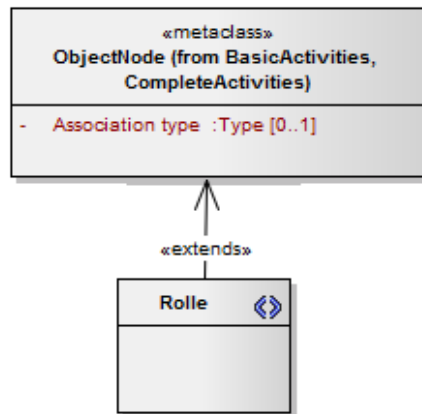 «metaclass»
ObjectNode (from BasicActivities,
CompleteActivities)
- Association type :Type [0..1]
«extends»
Rolle